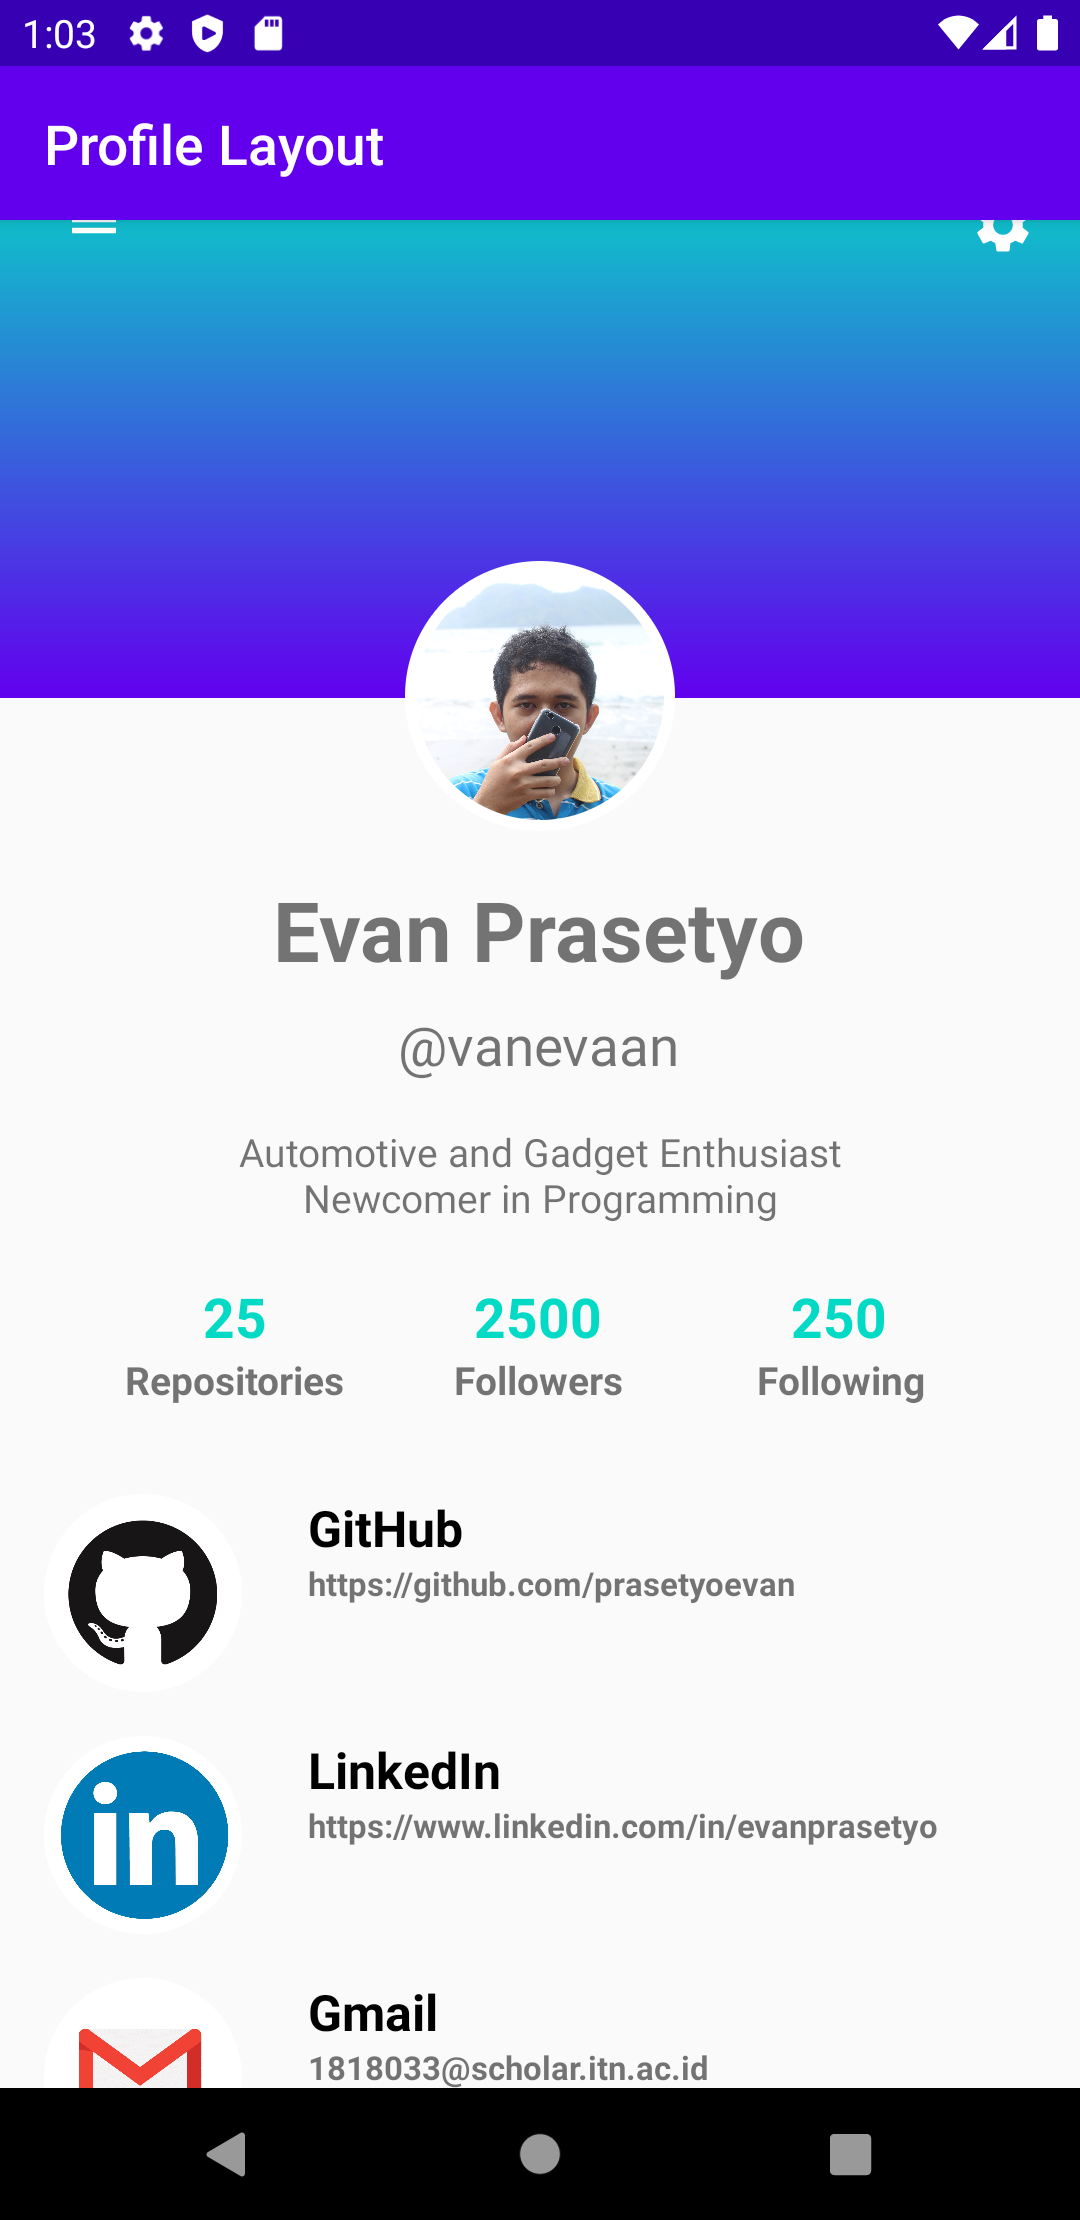 1:03
Profile Layout
Evan Prasetyo
@vanevaan
Automotive and Gadget Enthusiast
Newcomer in Programming
25 2500 250
Repositories Followers Following
GitHub
https://github.com/prasetyoevan
in
LinkedIn
https://www.linkedin.com/in/evanprasetyo
Gmail
1818033@scholar.itn.ac.id